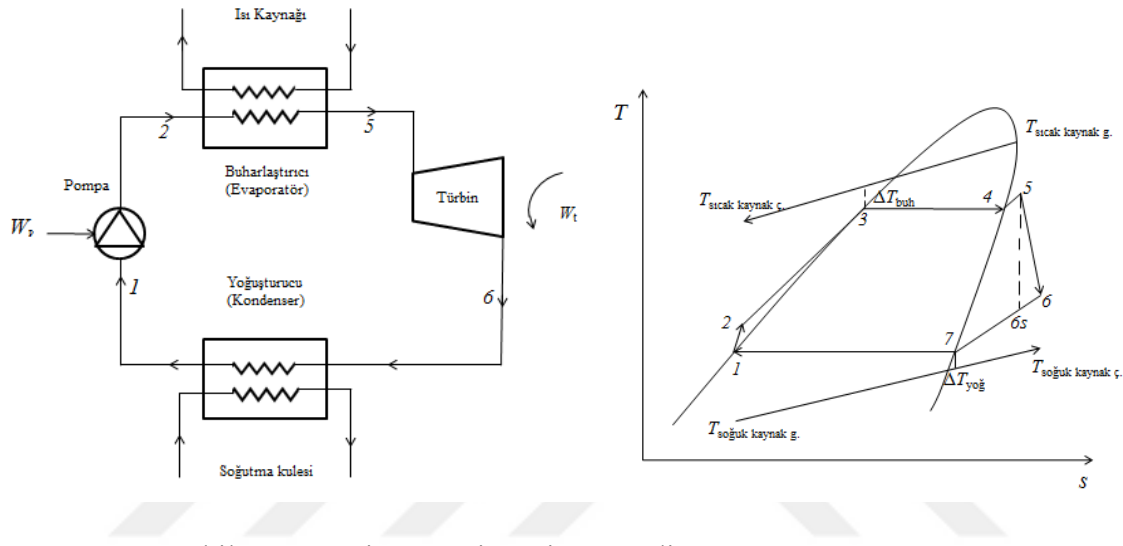 Isı Kaynağı
2
5
Buharlaştırıcı
(Evaporatör)
Pompa
Türbin
Wp
Wt
Yoğuşturucu
(Kondenser)
1
6
Soğutma kulesi
T
Tsıcak kaynak g.
Tsıcak kaynak ç.
ΔTbuh
3
4
5
2
6
6s
7
1
ΔTyoğ
Tsoğuk kaynak ç.
Tsoğuk kaynak g.
s